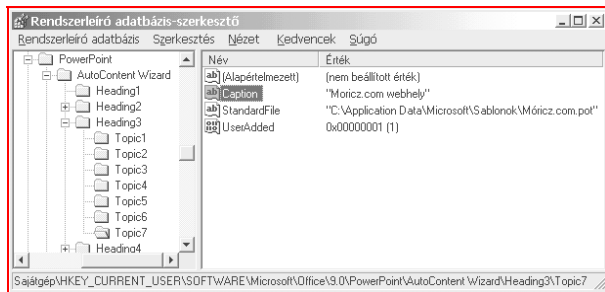 Rendszerleíró adatbázis-szerkesztő
Rendszerleíró adatbázis Szerkesztés Nézet Kedvencek Súgó
PowerPoint
AutoContent Wizard
Heading1
Heading2
Heading3
Topic1
Topic2
Topic3
Topic4
Topic5
Topic6
Topic7
Heading4
Név Érték
(Alapértelmezett) (nem beállított érték)
Caption "Moricz.com webhely"
StandardFile "C:\Application Data\Microsoft\Sablonok\Móricz.com.pot"
UserAdded 0x00000001 (1)
Sajátgép\HKEY_CURRENT_USER\SOFTWARE\Microsoft\Office\9.0\PowerPoint\AutoContent Wizard\Heading3\Topic7